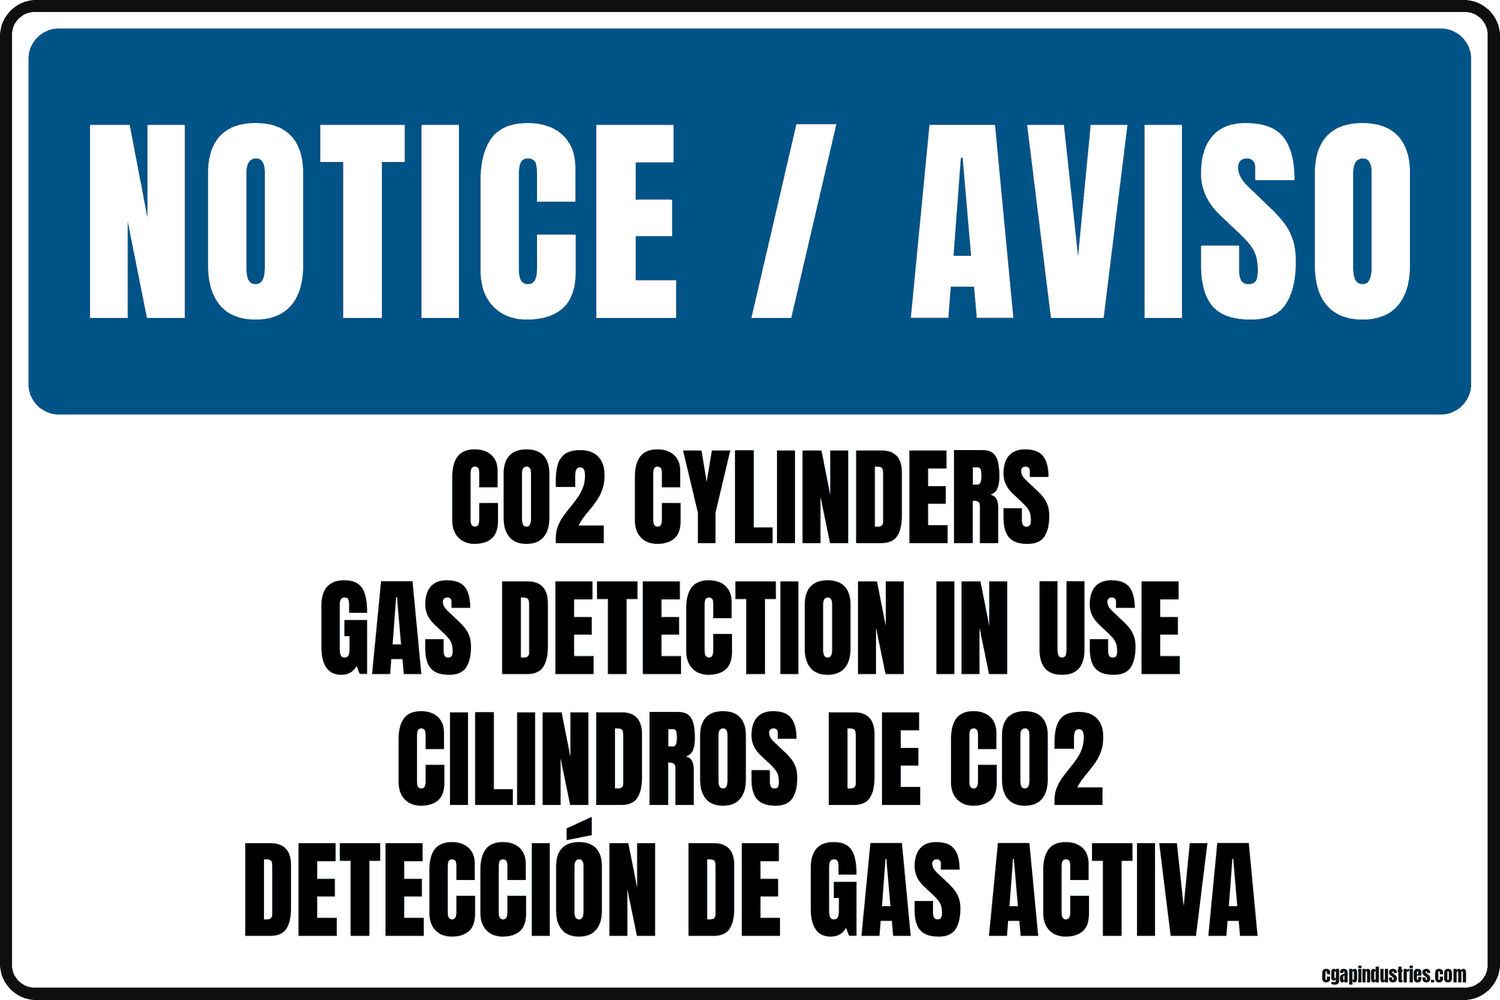 NOTICE / AVISO
CO2 CYLINDERS
GAS DETECTION IN USE
CILINDROS DE CO2
DETECCIÓN DE GAS ACTIVA
cgapindustries.com